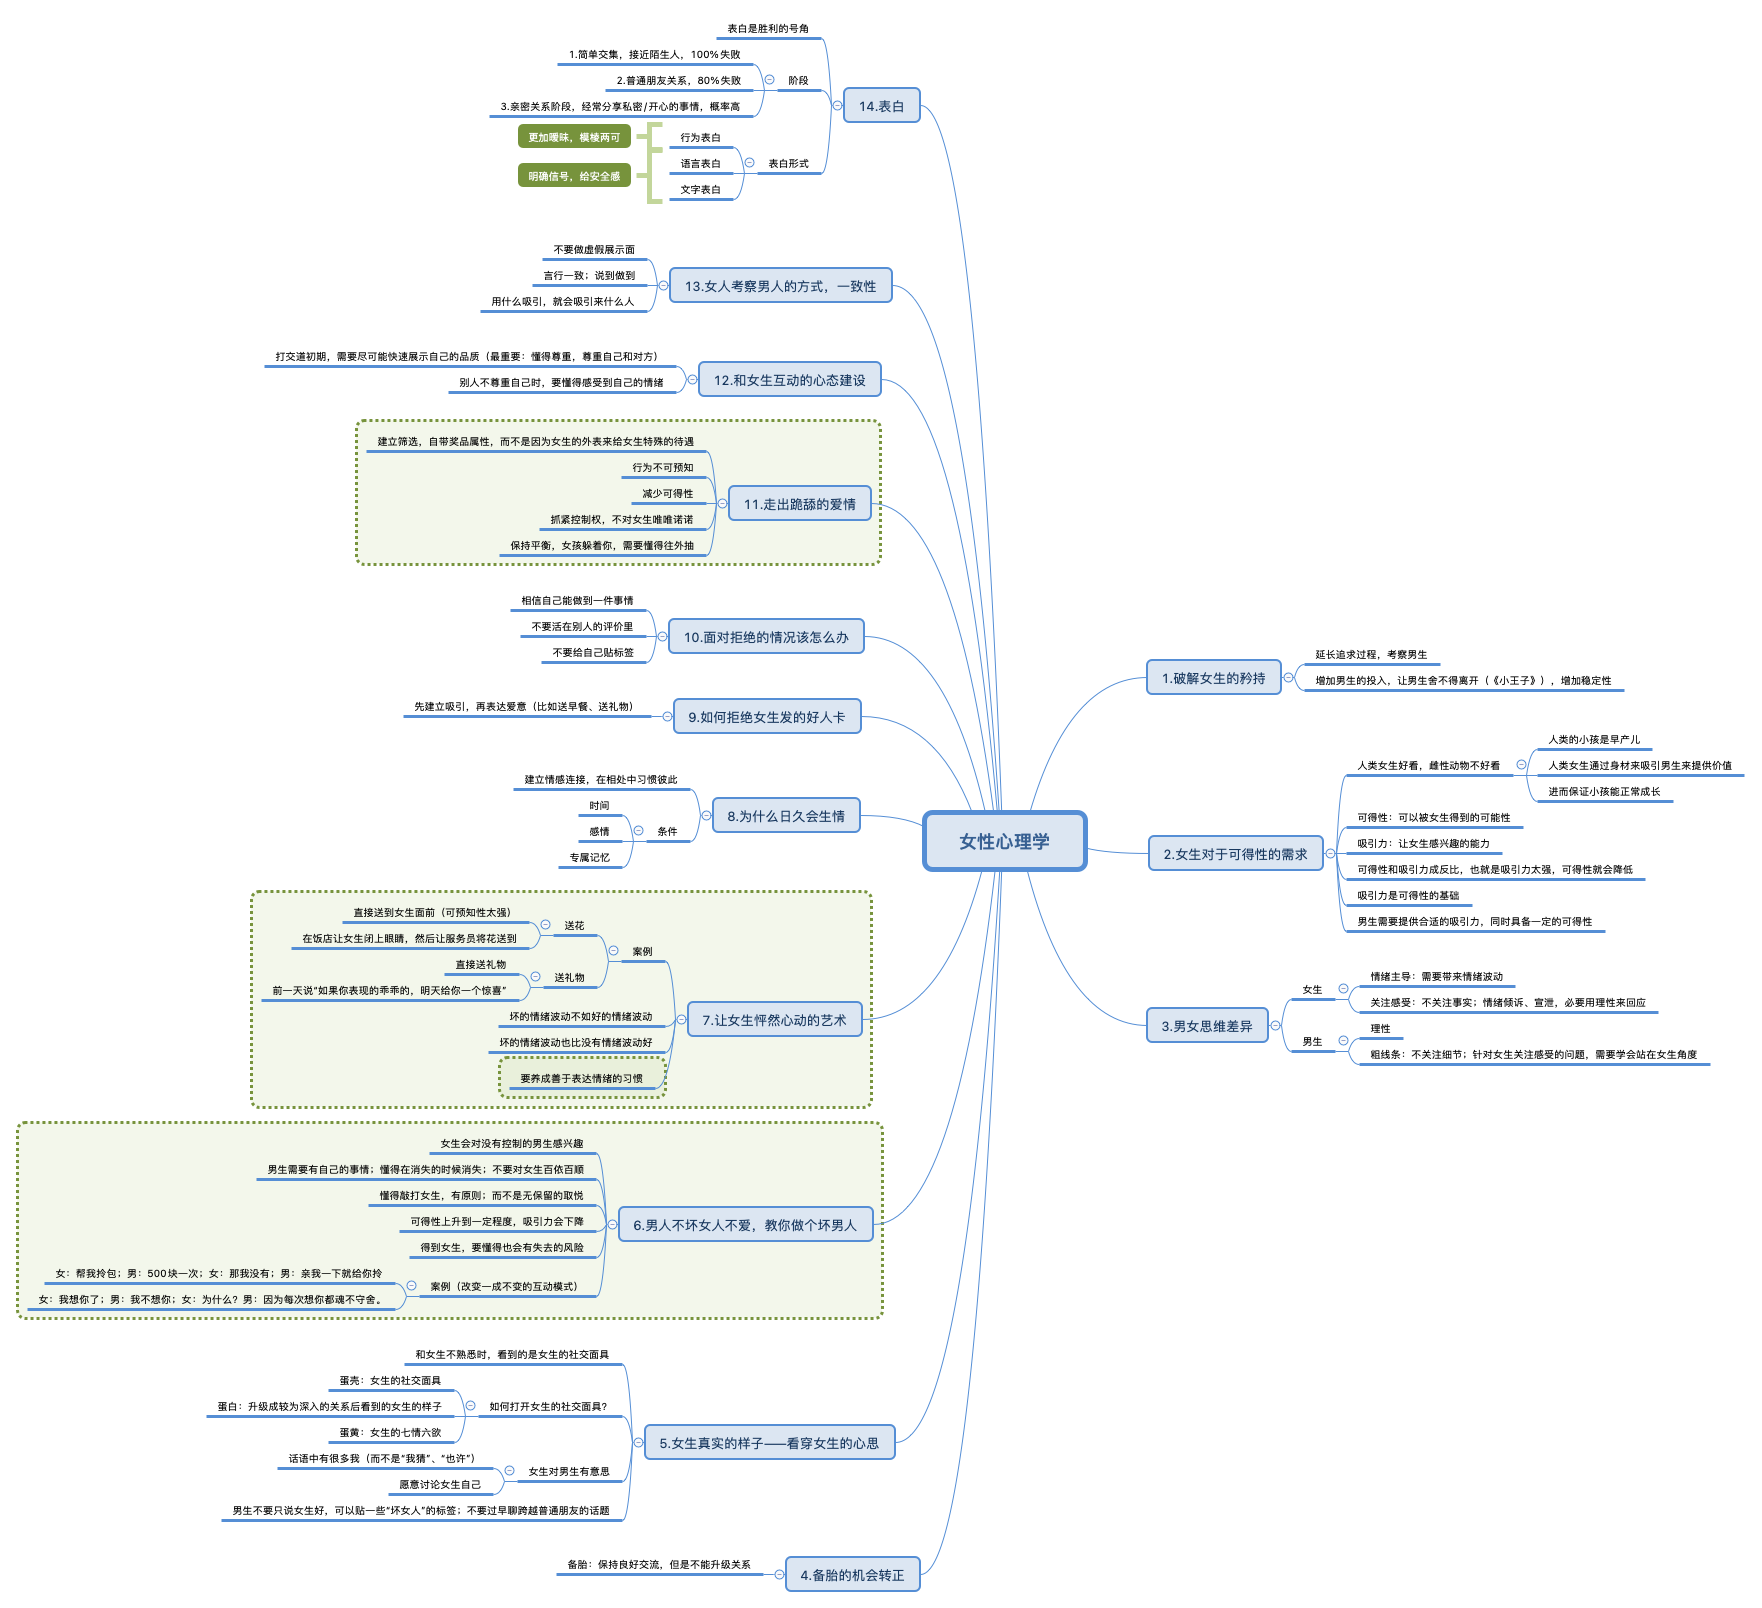 女性心理学
1.破解女生的矜持
延长追求过程，考察男生
增加男生的投入，让男生舍不得离开（《小王子》），增加稳定性
2.女生对于可得性的需求
人类女生好看，雌性动物不好看
人类的小孩是早产儿
人类女生通过身材来吸引男生来提供价值
进而保证小孩能正常成长
可得性：可以被女生得到的可能性
吸引力：让女生感兴趣的能力
可得性和吸引力成反比，也就是吸引力太强，可得性就会降低
吸引力是可得性的基础
男生需要提供合适的吸引力，同时具备一定的可得性
3.男女思维差异
女生
情绪主导：需要带来情绪波动
关注感受：不关注事实；情绪倾诉、宣泄，必要用理性来回应
男生
理性
粗线条：不关注细节；针对女生关注感受的问题，需要学会站在女生角度
4.备胎的机会转正
备胎：保持良好交流，但是不能升级关系
5.女生真实的样子——看穿女生的心思
和女生不熟悉时，看到的是女生的社交面具
如何打开女生的社交面具？
蛋壳：女生的社交面具
蛋白：升级成较为深入的关系后看到的女生的样子
蛋黄：女生的七情六欲
女生对男生有意思
话语中有很多我（而不是“我猜”、“也许”）
愿意讨论女生自己
男生不要只说女生好，可以贴一些“坏女人”的标签；不要过早聊跨越普通朋友的话题
6.男人不坏女人不爱，教你做个坏男人
女生会对没有控制的男生感兴趣
男生需要有自己的事情；懂得在消失的时候消失；不要对女生百依百顺
懂得敲打女生，有原则；而不是无保留的取悦
可得性上升到一定程度，吸引力会下降
得到女生，要懂得也会有失去的风险
案例（改变一成不变的互动模式）
女：帮我拎包；男：500块一次；女：那我没有；男：亲我一下就给你拎
女：我想你了；男：我不想你；女：为什么？男：因为每次想你都魂不守舍。
7.让女生怦然心动的艺术
案例
送花
直接送到女生面前（可预知性太强）
在饭店让女生闭上眼睛，然后让服务员将花送到
送礼物
直接送礼物
前一天说“如果你表现的乖乖的，明天给你一个惊喜”
坏的情绪波动不如好的情绪波动
坏的情绪波动也比没有情绪波动好
要养成善于表达情绪的习惯
8.为什么日久会生情
建立情感连接，在相处中习惯彼此
条件
时间
感情
专属记忆
9.如何拒绝女生发的好人卡
先建立吸引，再表达爱意（比如送早餐、送礼物）
10.面对拒绝的情况该怎么办
相信自己能做到一件事情
不要活在别人的评价里
不要给自己贴标签
11.走出跪舔的爱情
建立筛选，自带奖品属性，而不是因为女生的外表来给女生特殊的待遇
行为不可预知
减少可得性
抓紧控制权，不对女生唯唯诺诺
保持平衡，女孩躲着你，需要懂得往外抽
12.和女生互动的心态建设
打交道初期，需要尽可能快速展示自己的品质（最重要：懂得尊重，尊重自己和对方）
别人不尊重自己时，要懂得感受到自己的情绪
13.女人考察男人的方式，一致性
不要做虚假展示面
言行一致；说到做到
用什么吸引，就会吸引来什么人
14.表白
表白是胜利的号角
阶段
1.简单交集，接近陌生人，100%失败
2.普通朋友关系，80%失败
3.亲密关系阶段，经常分享私密/开心的事情，概率高
表白形式
行为表白
语言表白
文字表白
更加暧昧，模棱两可
明确信号，给安全感